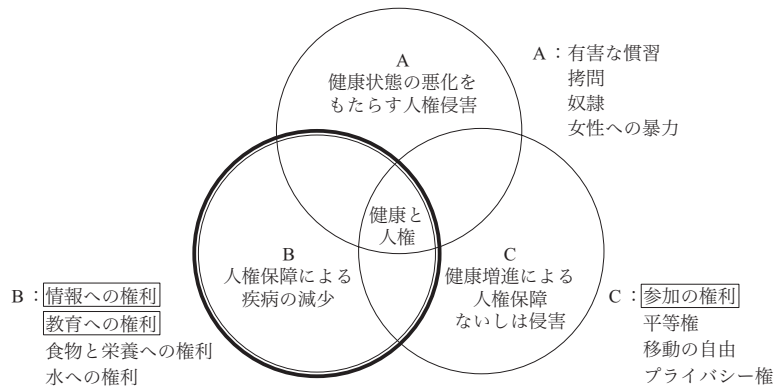 A
健康状態の悪化を
もたらす人権侵害
A：有害な慣習
拷問
奴隷
女性への暴力
健康と
人権
B
人権保障による
疾病の減少
C
健康増進による
人権保障
ないしは侵害
B：情報への権利
教育への権利
食物と栄養への権利
水への権利
C：参加の権利
平等権
移動の自由
プライバシー権